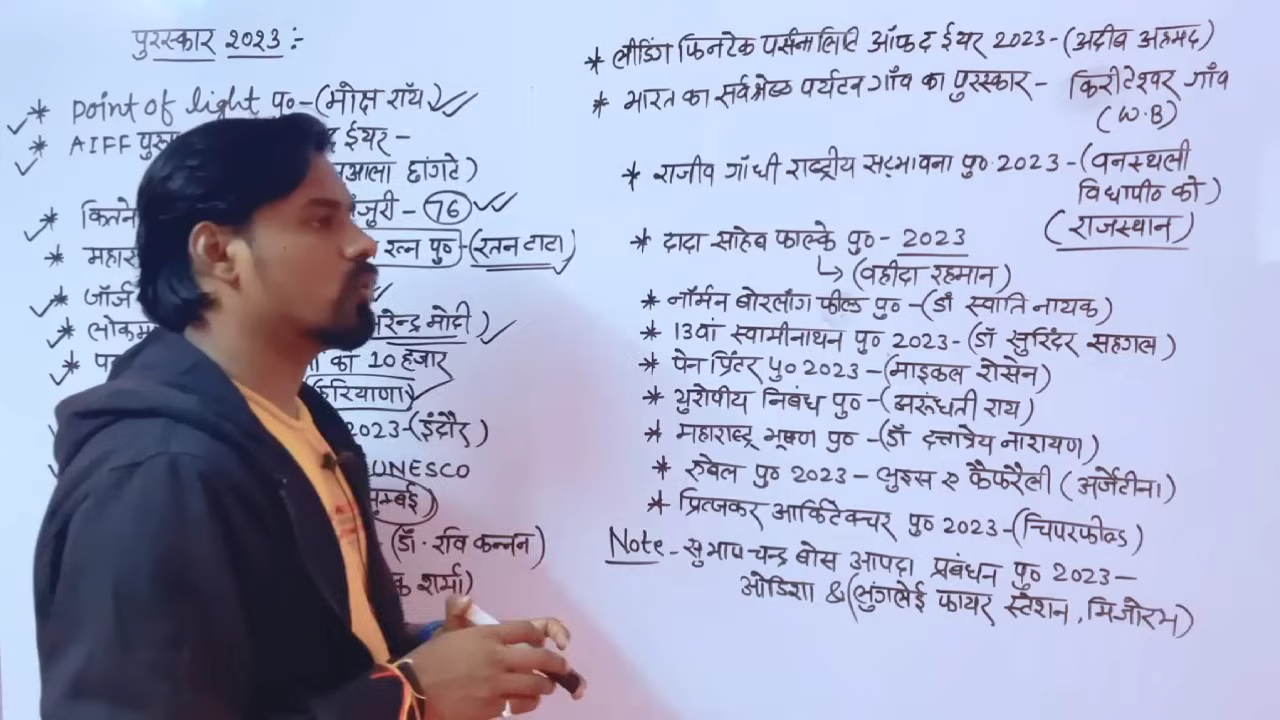 पुरस्कार 2023 :-
* Point of light पु० - (मोक्ष रॉय)
* AIFF पुरु ईयर -
आला छांगटे)
* कितने ंजुरी - 76
* महारा रत्न पु० - (रतन टाटा)
* जॉर्ज
* लोकम रेन्द्र मोदी)
* प का 10 हजार
(हरियाणा)
2023 - (इंदौर)
UNESCO
मुम्बई)
(डॉ. रवि कन्नन)
क शर्मा)
* लीडिंग फिनटेक पर्सनालिटि ऑफ द ईयर 2023 - (अदीब अहमद)
* भारत का सर्वश्रेष्ठ पर्यटन गाँव का पुरस्कार - किरीटेश्वर गाँव
(W.B)
* राजीव गाँधी राष्ट्रीय सद्भावना पु० 2023 - (वनस्थली
विद्यापीठ को)
(राजस्थान)
* दादा साहेब फाल्के पु० - 2023
↳ (वहीदा रहमान)
* नॉर्मन बोरलॉग फील्ड पु० - (डॉ स्वाति नायक)
* 13वां स्वामीनाथन पु० 2023 - (डॉ सुरिंदर सहगल)
* पेन प्रिंटर पु० 2023 - (माइकल रोसेन)
* युरोपीय निबंध पु० - (अरूंधती राय)
* महाराष्ट्र भूषण पु० - (डॉ दत्तात्रेय नारायण)
* रुबेल पु० 2023 - लुइस ए कैफरैली (अर्जेटीना)
* प्रित्जकर आर्किटेक्चर पु० 2023 - (चिपरफील्ड)
Note - सुभाष चन्द्र बोस आपदा प्रबंधन पु० 2023 -
ओडिशा & (लुंगलेई फायर स्टेशन, मिजोरम)